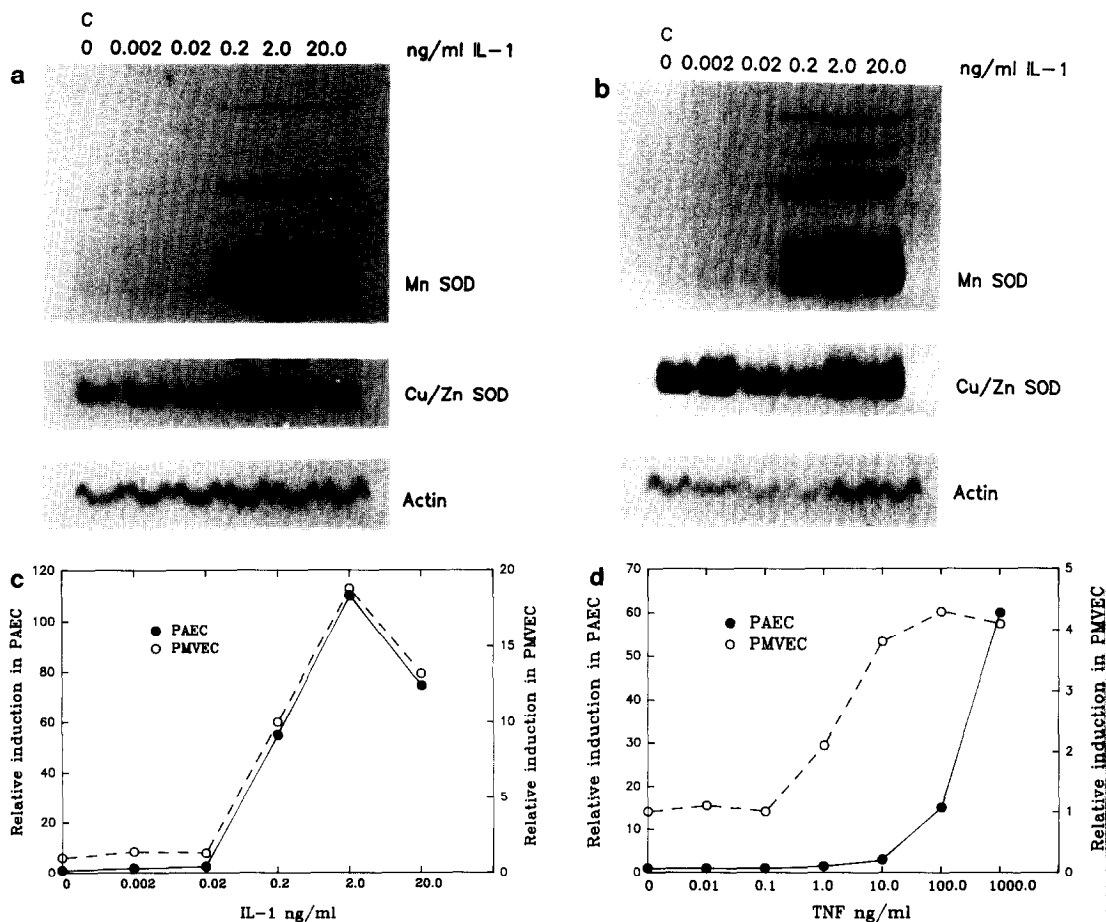 a
C
0 0.002 0.02 0.2 2.0 20.0 ng/ml IL-1
Mn SOD
Cu/Zn SOD
Actin
b
C
0 0.002 0.02 0.2 2.0 20.0 ng/ml IL-1
Mn SOD
Cu/Zn SOD
Actin
c
Relative induction in PAEC
120
100
80
60
40
20
0
PAEC
PMVEC
20
15
10
5
0
Relative induction in PMVEC
0 0.002 0.02 0.2 2.0 20.0
IL-1 ng/ml
d
Relative induction in PAEC
70
60
50
40
30
20
10
0
PAEC
PMVEC
5
4
3
2
1
0
Relative induction in PMVEC
0 0.01 0.1 1.0 10.0 100.0 1000.0
TNF ng/ml